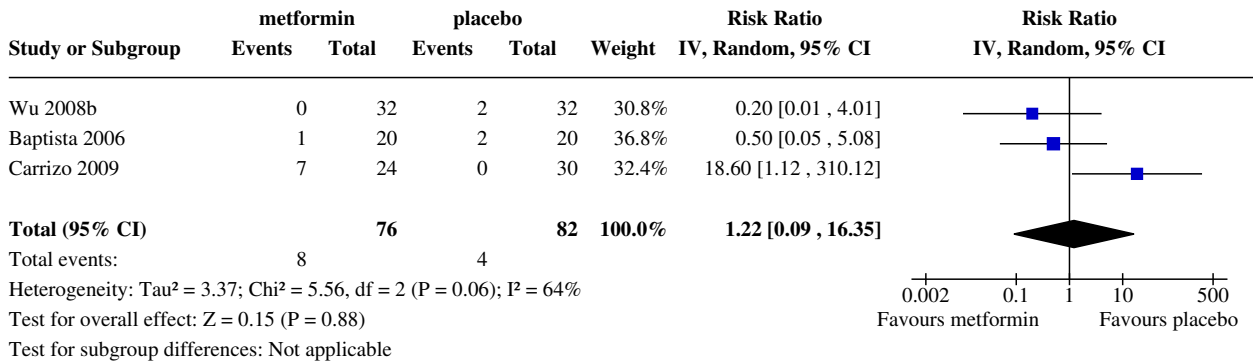 metformin placebo Risk Ratio Risk Ratio
Study or Subgroup Events Total Events Total Weight IV, Random, 95% CI IV, Random, 95% CI
Wu 2008b 0 32 2 32 30.8% 0.20 [0.01 , 4.01]
Baptista 2006 1 20 2 20 36.8% 0.50 [0.05 , 5.08]
Carrizo 2009 7 24 0 30 32.4% 18.60 [1.12 , 310.12]
Total (95% CI) 76 82 100.0% 1.22 [0.09 , 16.35]
Total events: 8 4
Heterogeneity: Tau² = 3.37; Chi² = 5.56, df = 2 (P = 0.06); I² = 64%
Test for overall effect: Z = 0.15 (P = 0.88)
Test for subgroup differences: Not applicable
0.002 0.1 1 10 500
Favours metformin Favours placebo